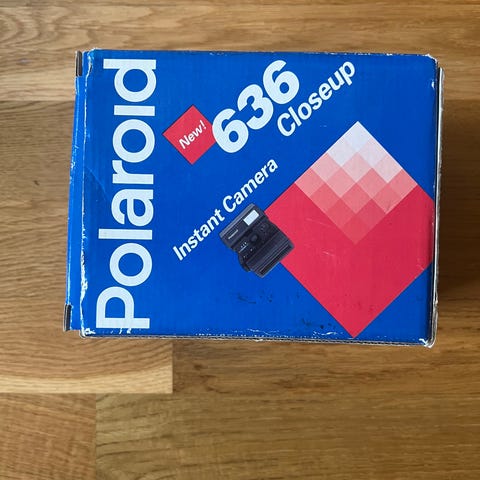 Polaroid
New!
636
Closeup
Instant Camera